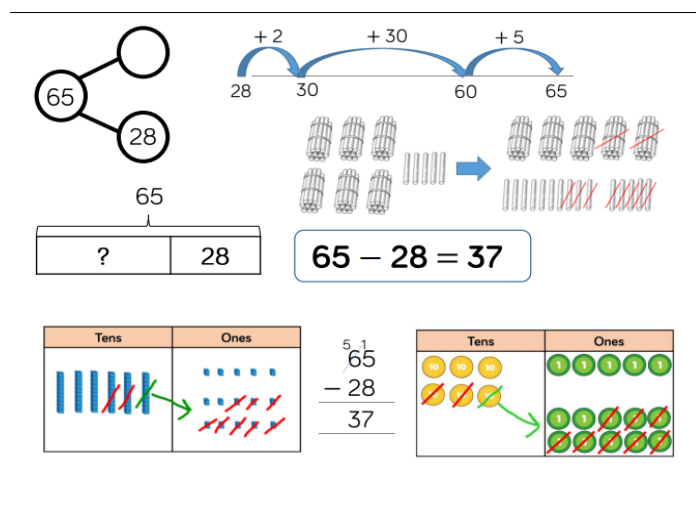 65
28
+ 2
+ 30
+ 5
28
30
60
65
65
?
28
65 – 28 = 37
Tens
Ones
5 1
65
– 28
37
Tens
Ones
10 10 10
10 10 10
1 1 1 1 1
1 1 1 1 1
1 1 1 1 1